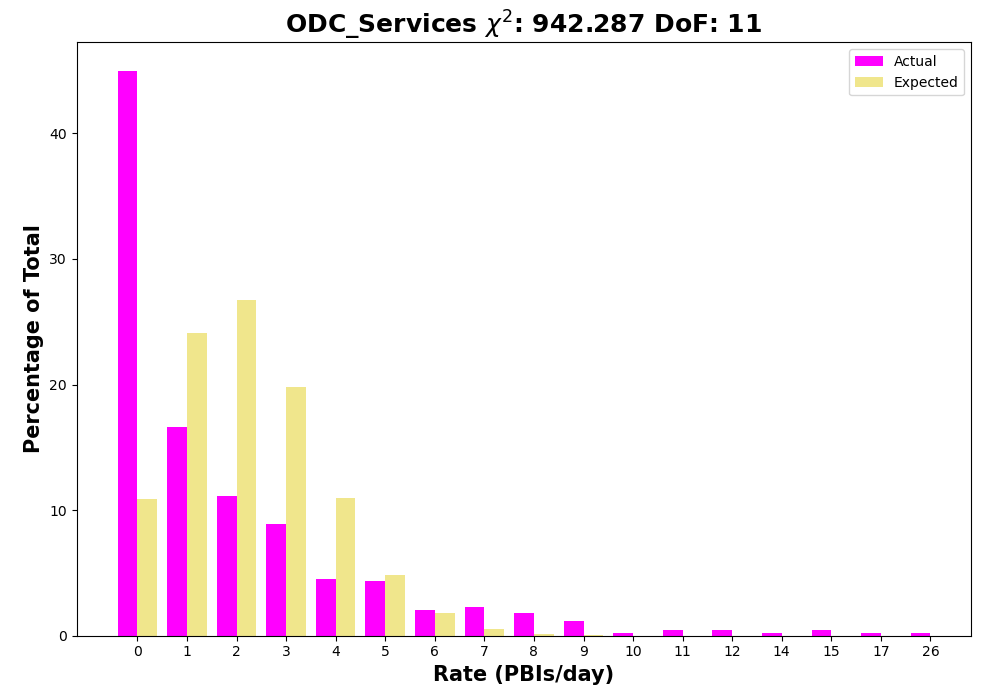 ODC_Services χ²: 942.287 DoF: 11
Actual
Expected
Percentage of Total
40
30
20
10
0
0 1 2 3 4 5 6 7 8 9 10 11 12 14 15 17 26
Rate (PBIs/day)